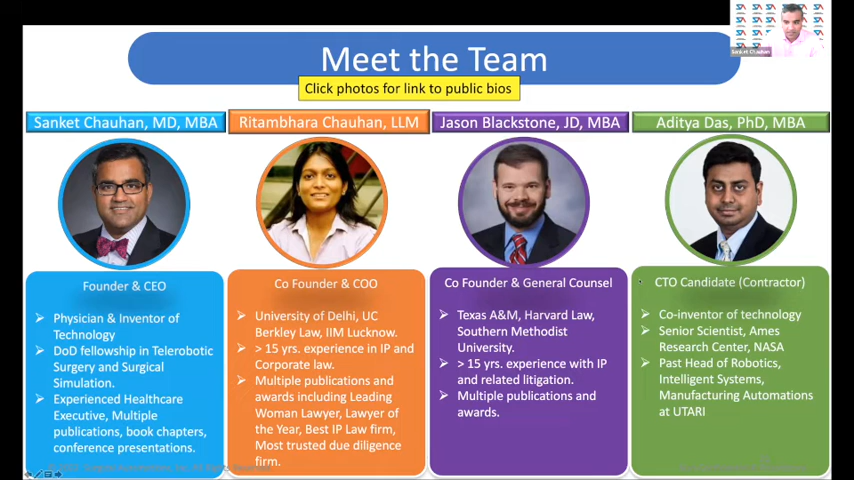 Meet the Team
Click photos for link to public bios
Sanket Chauhan
Sanket Chauhan, MD, MBA
Ritambhara Chauhan, LLM
Jason Blackstone, JD, MBA
Aditya Das, PhD, MBA
Founder & CEO
Physician & Inventor of
Technology
DoD fellowship in Telerobotic
Surgery and Surgical
Simulation.
Experienced Healthcare
Executive, Multiple
publications, book chapters,
conference presentations.
Co Founder & COO
University of Delhi, UC
Berkley Law, IIM Lucknow.
> 15 yrs. experience in IP and
Corporate law.
Multiple publications and
awards including Leading
Woman Lawyer, Lawyer of
the Year, Best IP Law firm,
Most trusted due diligence
firm.
Co Founder & General Counsel
Texas A&M, Harvard Law,
Southern Methodist
University.
> 15 yrs. experience with IP
and related litigation.
Multiple publications and
awards.
CTO Candidate (Contractor)
Co-inventor of technology
Senior Scientist, Ames
Research Center, NASA
Past Head of Robotics,
Intelligent Systems,
Manufacturing Automations
at UTARI